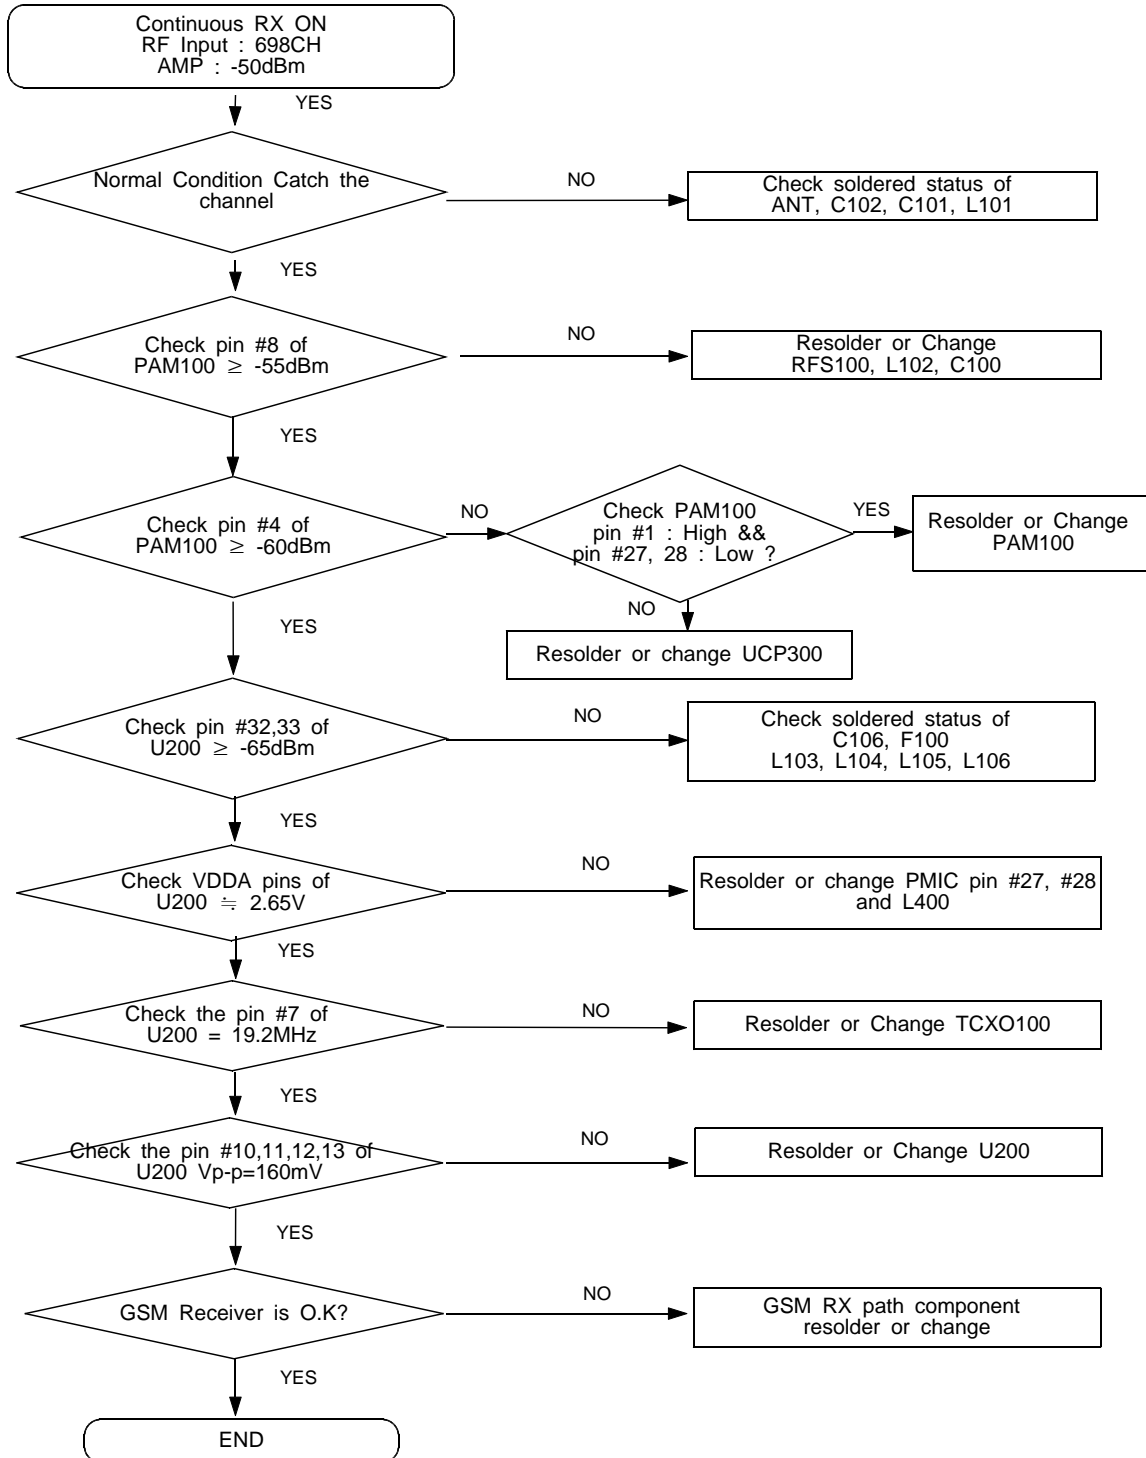 Continuous RX ON
RF Input : 698CH
AMP : -50dBm
YES
Normal Condition Catch the
channel
NO
Check soldered status of
ANT, C102, C101, L101
YES
Check pin #8 of
PAM100 ≥ -55dBm
NO
Resolder or Change
RFS100, L102, C100
YES
Check pin #4 of
PAM100 ≥ -60dBm
NO
Check PAM100
pin #1 : High &&
pin #27, 28 : Low ?
YES
Resolder or Change
PAM100
NO
Resolder or change UCP300
YES
Check pin #32,33 of
U200 ≥ -65dBm
NO
Check soldered status of
C106, F100
L103, L104, L105, L106
YES
Check VDDA pins of
U200 ≒ 2.65V
NO
Resolder or change PMIC pin #27, #28
and L400
YES
Check the pin #7 of
U200 = 19.2MHz
NO
Resolder or Change TCXO100
YES
Check the pin #10,11,12,13 of
U200 Vp-p=160mV
NO
Resolder or Change U200
YES
GSM Receiver is O.K?
NO
GSM RX path component
resolder or change
YES
END